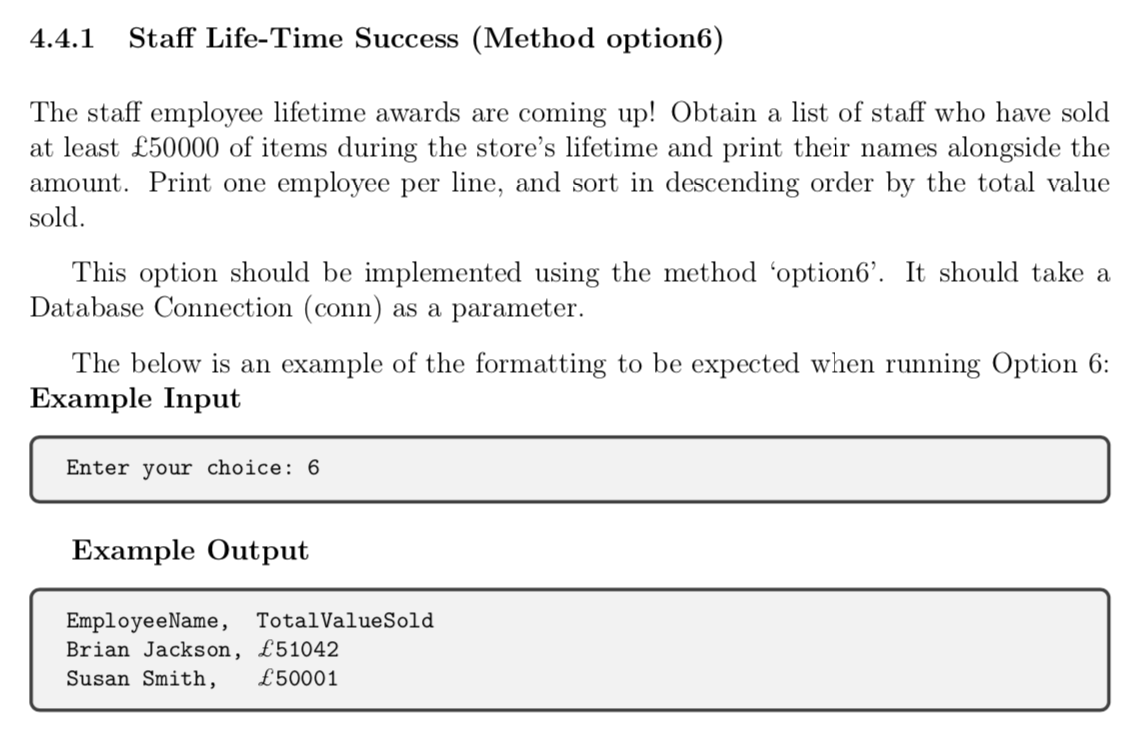 4.4.1 Staff Life-Time Success (Method option6)
The staff employee lifetime awards are coming up! Obtain a list of staff who have sold
at least £50000 of items during the store's lifetime and print their names alongside the
amount. Print one employee per line, and sort in descending order by the total value
sold.
This option should be implemented using the method ‘option6’. It should take a
Database Connection (conn) as a parameter.
The below is an example of the formatting to be expected when running Option 6:
Example Input
Enter your choice: 6
Example Output
EmployeeName, TotalValueSold
Brian Jackson, £51042
Susan Smith, £50001